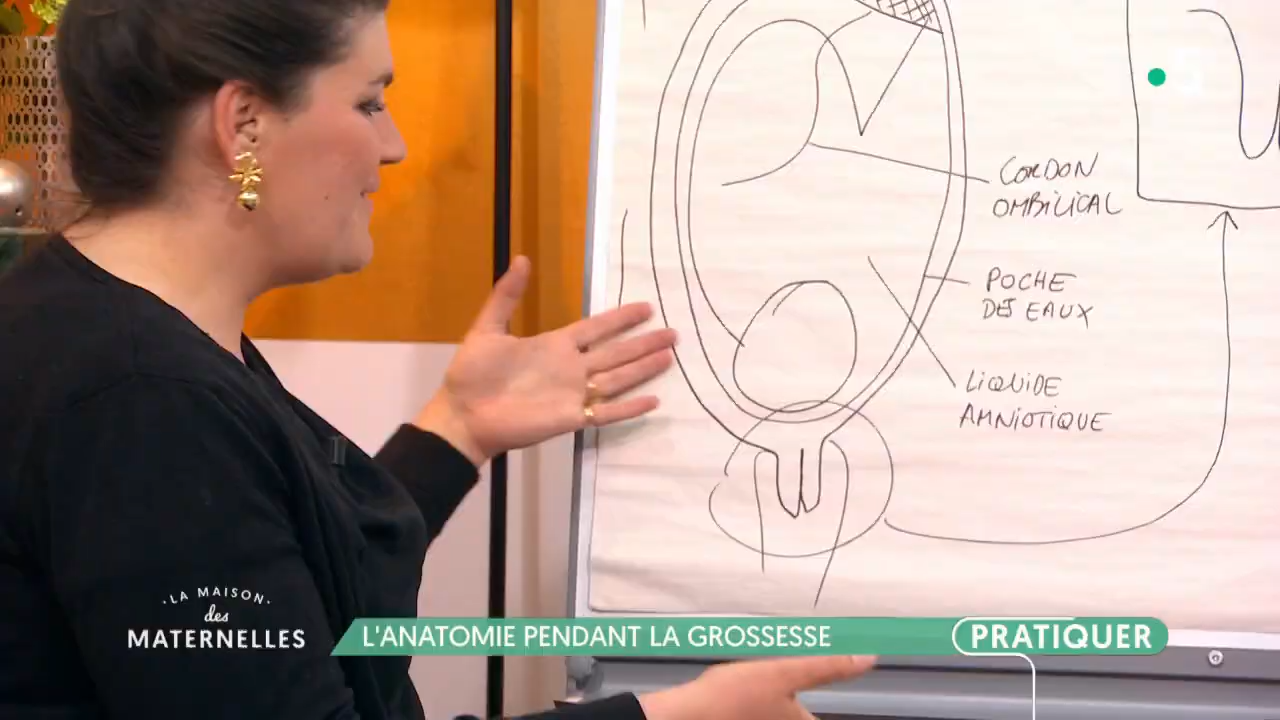 CORDON
OMBILICAL
POCHE
DES EAUX
LIQUIDE
AMNIOTIQUE
·LA MAISON·
des
MATERNELLES
L'ANATOMIE PENDANT LA GROSSESSE
PRATIQUER